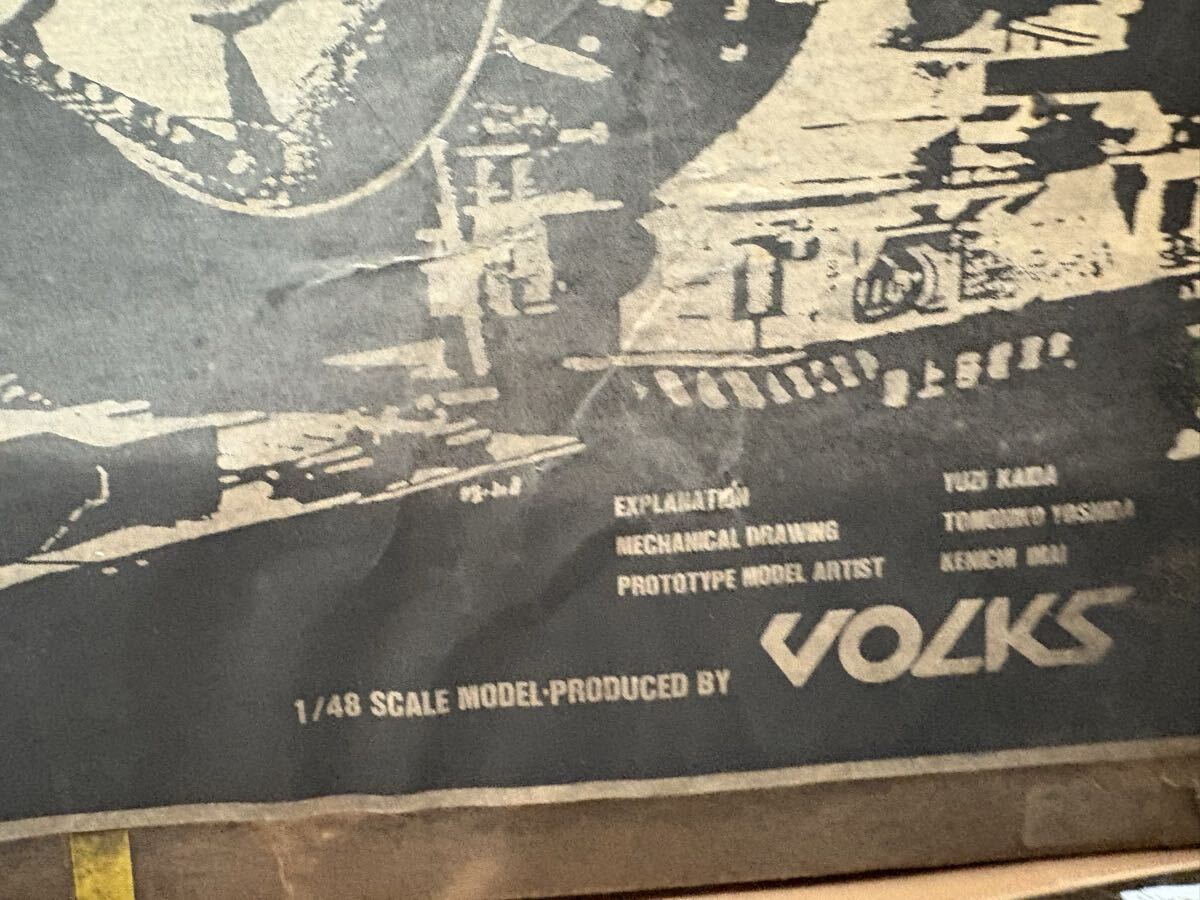 EXPLANATION YUZI KAIDA
MECHANICAL DRAWING TOMOHIKO YOSHIDA
PROTOTYPE MODEL ARTIST KENICHI IMAI
1/48 SCALE MODEL·PRODUCED BY VOLKS